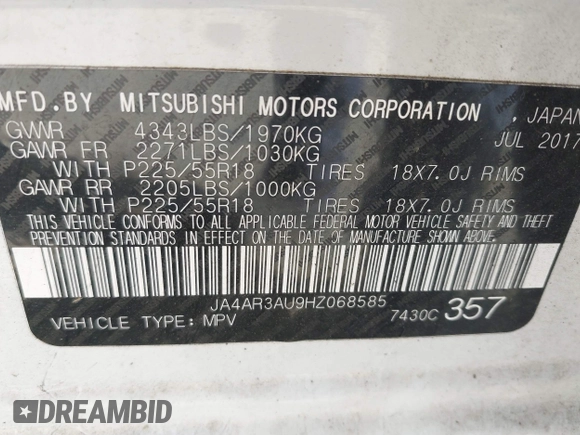 MFD.BY MITSUBISHI MOTORS CORPORATION , JAPAN
GVWR 4343LBS/1970KG JUL 2017
GAWR FR 2271LBS/1030KG
WITH P225/55R18 TIRES 18X7.0J RIMS
GAWR RR 2205LBS/1000KG
WITH P225/55R18 TIRES 18X7.0J RIMS
THIS VEHICLE CONFORMS TO ALL APPLICABLE FEDERAL MOTOR VEHICLE SAFETY AND THEFT
PREVENTION STANDARDS IN EFFECT ON THE DATE OF MANUFACTURE SHOWN ABOVE.
JA4AR3AU9HZ068585
VEHICLE TYPE: MPV 7430C 357
DREAMBID